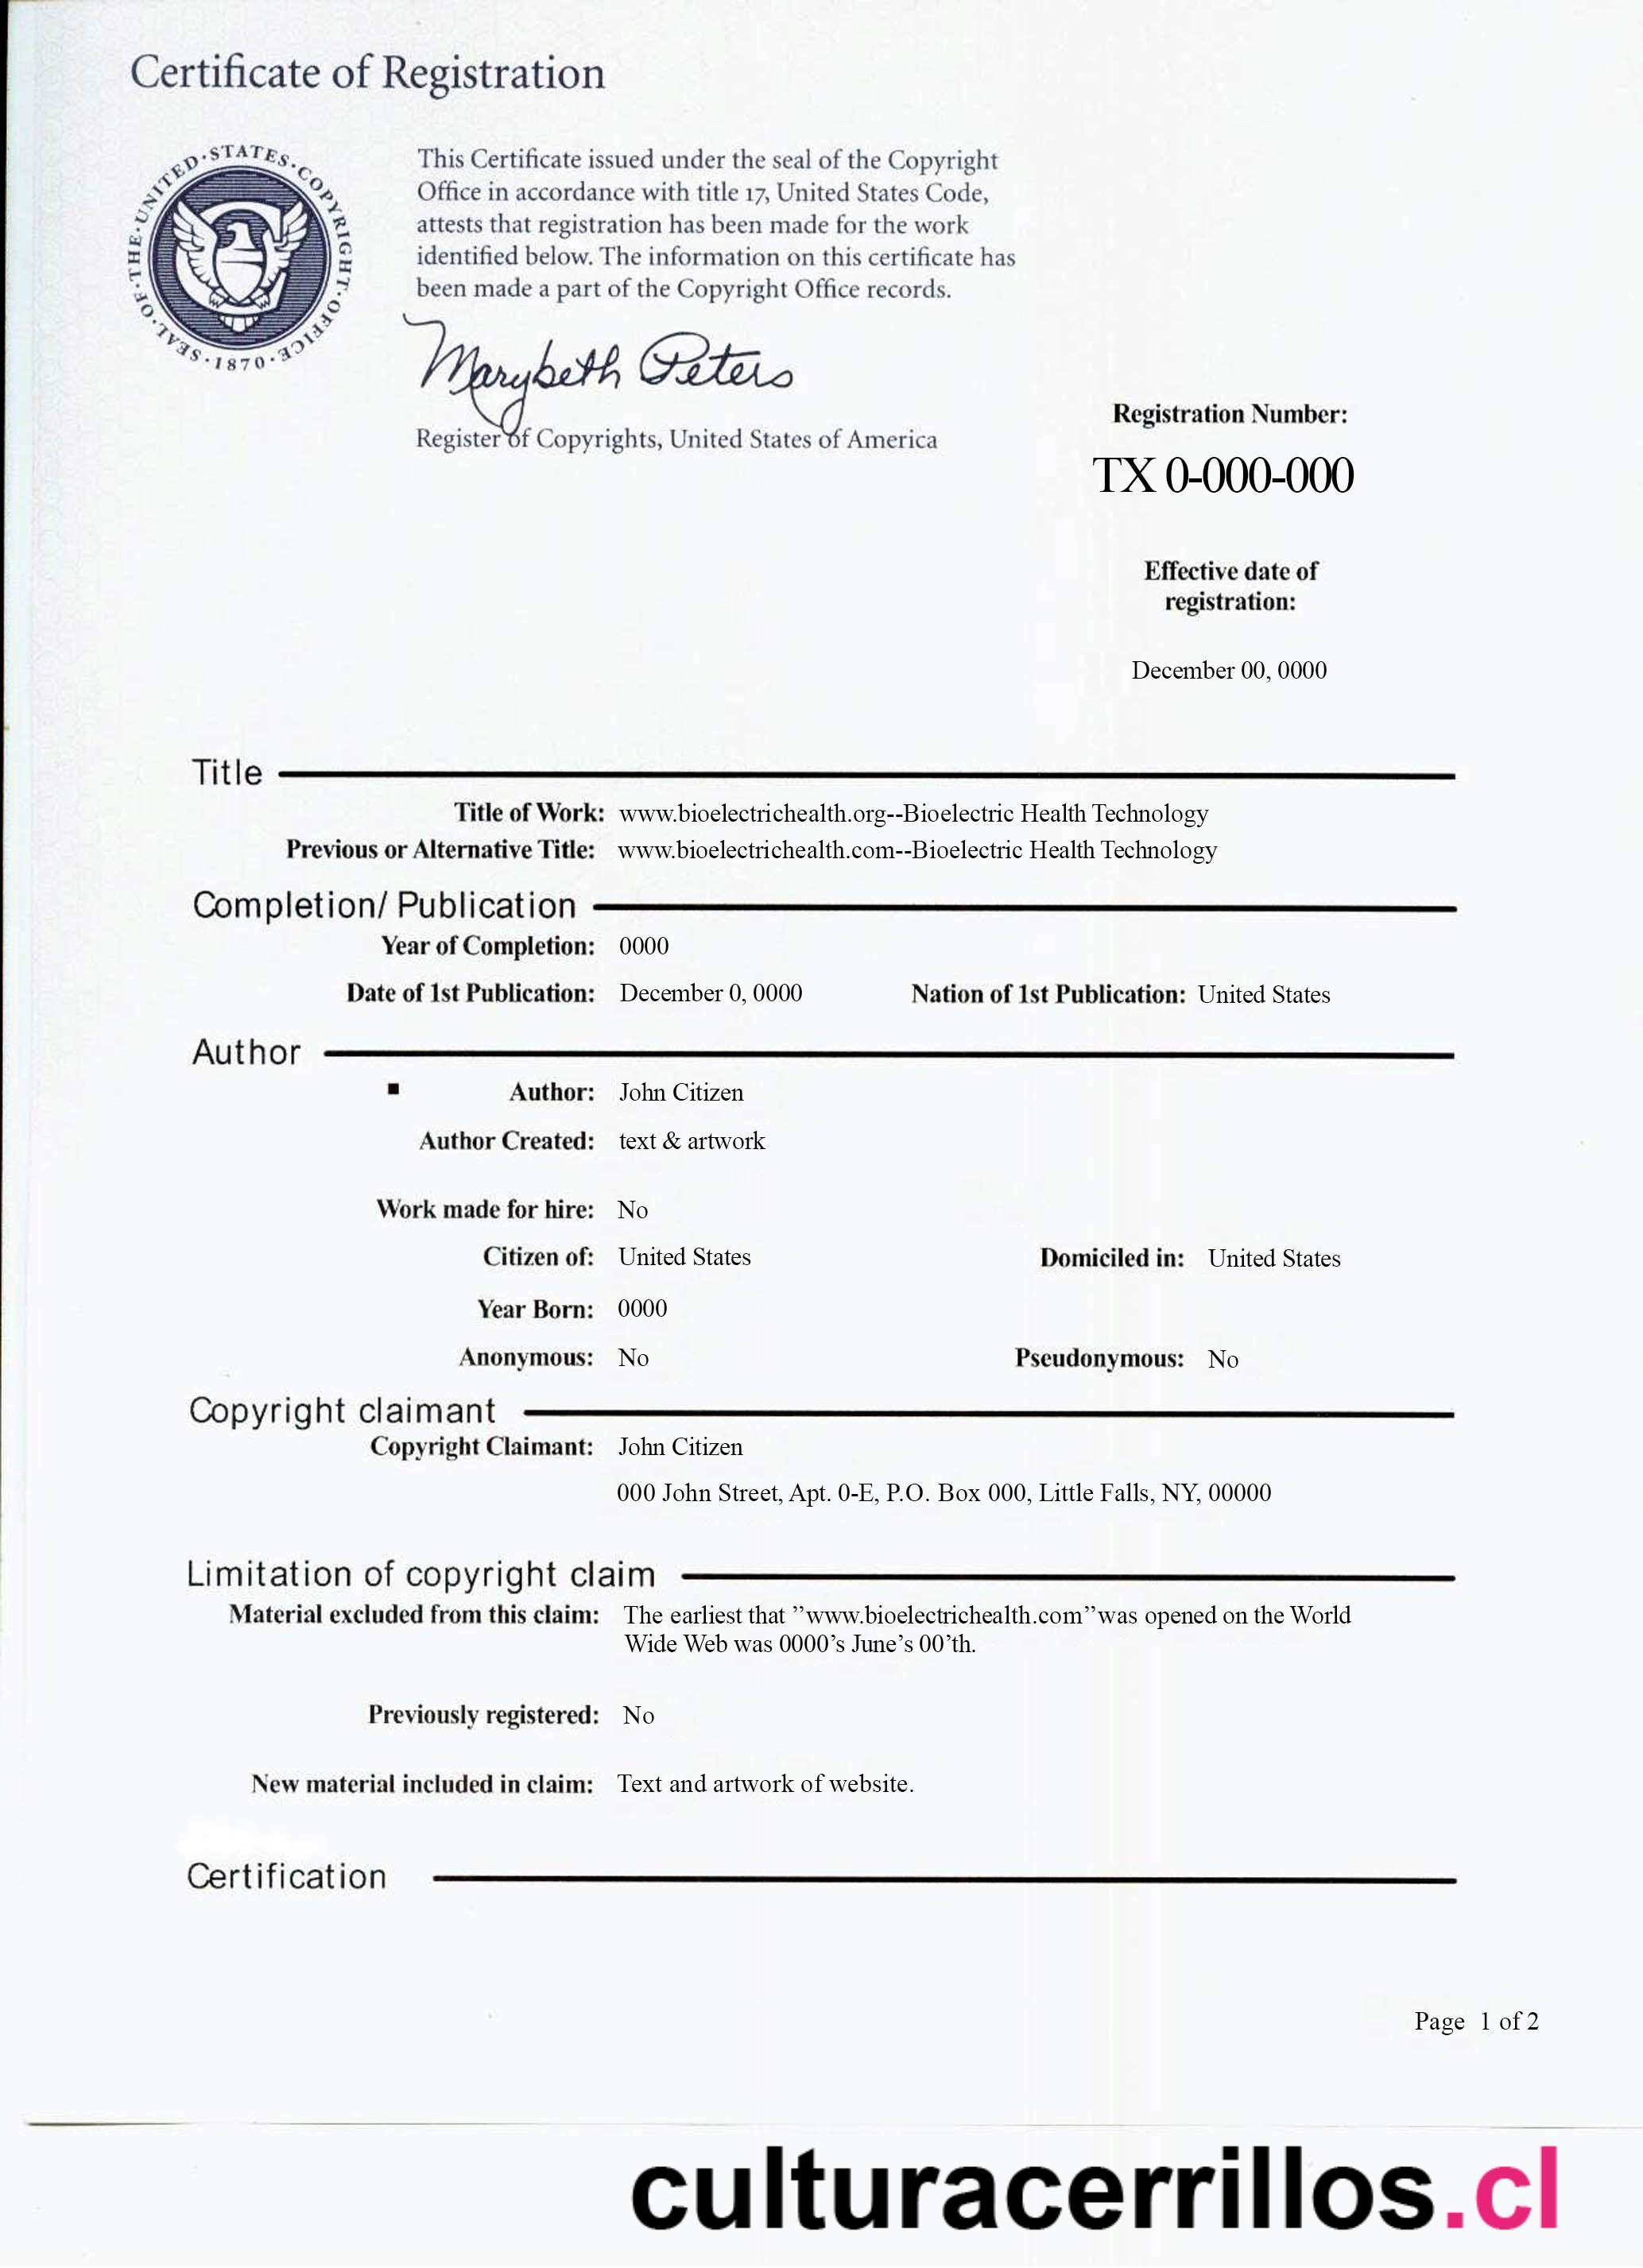 Certificate of Registration
SEAL·OF·THE·UNITED·STATES·COPYRIGHT·OFFICE·1870·
This Certificate issued under the seal of the Copyright
Office in accordance with title 17, United States Code,
attests that registration has been made for the work
identified below. The information on this certificate has
been made a part of the Copyright Office records.
Marybeth Peters
Register of Copyrights, United States of America
Registration Number:
TX 0-000-000
Effective date of
registration:
December 00, 0000
Title
Title of Work: www.bioelectrichealth.org--Bioelectric Health Technology
Previous or Alternative Title: www.bioelectrichealth.com--Bioelectric Health Technology
Completion/ Publication
Year of Completion: 0000
Date of 1st Publication: December 0, 0000 Nation of 1st Publication: United States
Author
Author: John Citizen
Author Created: text & artwork
Work made for hire: No
Citizen of: United States Domiciled in: United States
Year Born: 0000
Anonymous: No Pseudonymous: No
Copyright claimant
Copyright Claimant: John Citizen
000 John Street, Apt. 0-E, P.O. Box 000, Little Falls, NY, 00000
Limitation of copyright claim
Material excluded from this claim: The earliest that ”www.bioelectrichealth.com”was opened on the World
Wide Web was 0000’s June’s 00’th.
Previously registered: No
New material included in claim: Text and artwork of website.
Certification
Page 1 of 2
culturacerrillos.cl